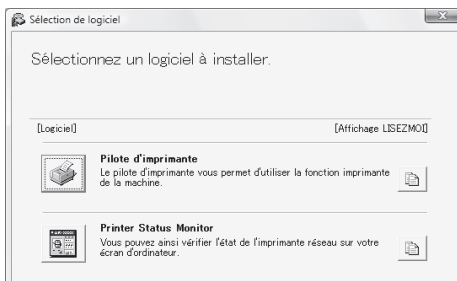 Sélection de logiciel
Sélectionnez un logiciel à installer.
[Logiciel] [Affichage LISEZMOI]
Pilote d'imprimante
Le pilote d'imprimante vous permet d'utiliser la fonction imprimante
de la machine.
Printer Status Monitor
Vous pouvez ainsi vérifier l'état de l'imprimante réseau sur votre
écran d'ordinateur.